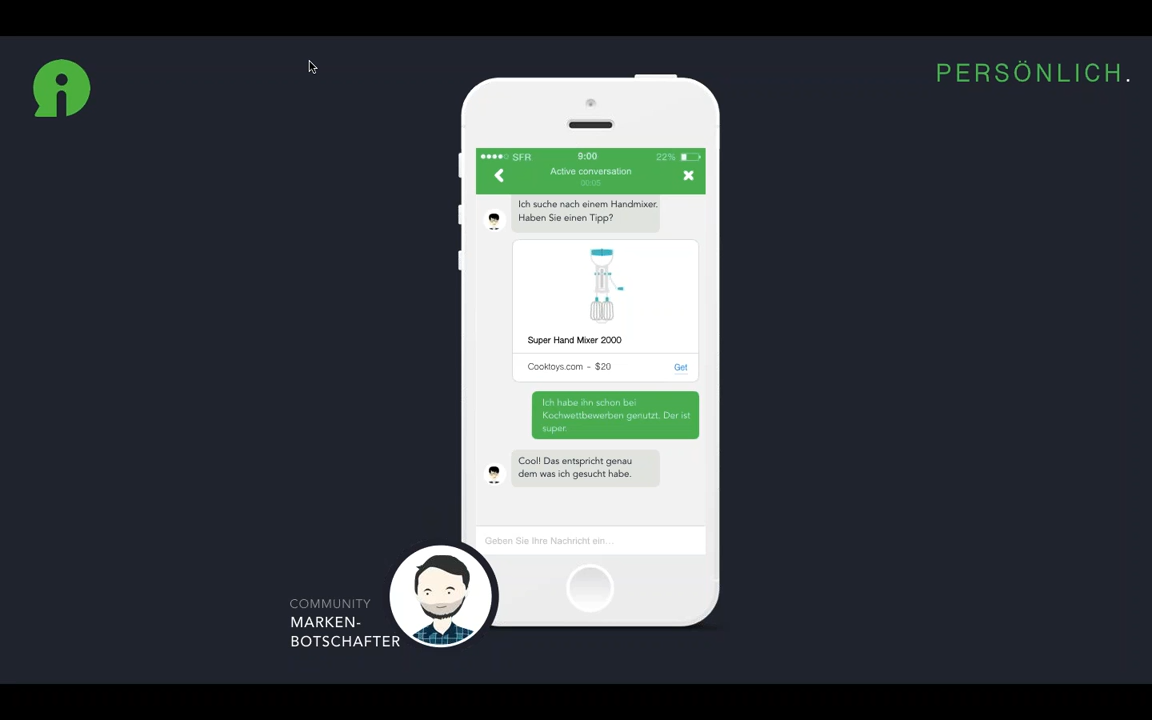 PERSÖNLICH.
SFR 9:00 22%
Active conversation
00:05
Ich suche nach einem Handmixer.
Haben Sie einen Tipp?
Super Hand Mixer 2000
Cooktoys.com - $20 Get
Ich habe ihn schon bei
Kochwettbewerben genutzt. Der ist
super.
Cool! Das entspricht genau
dem was ich gesucht habe.
Geben Sie Ihre Nachricht ein...
COMMUNITY
MARKEN-
BOTSCHAFTER